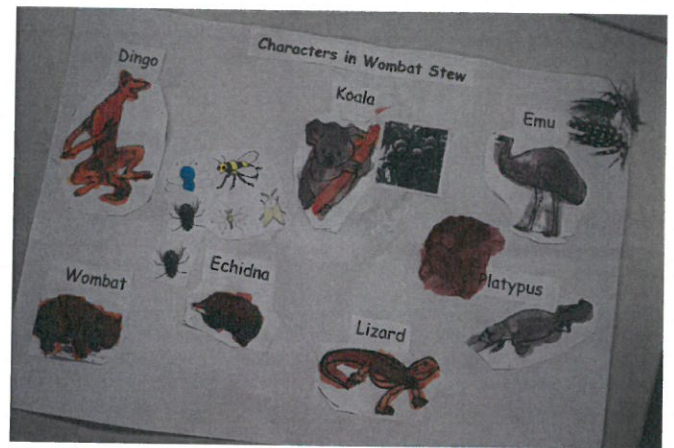 Characters in Wombat Stew
Dingo
Koala
Emu
Wombat
Echidna
Platypus
Lizard